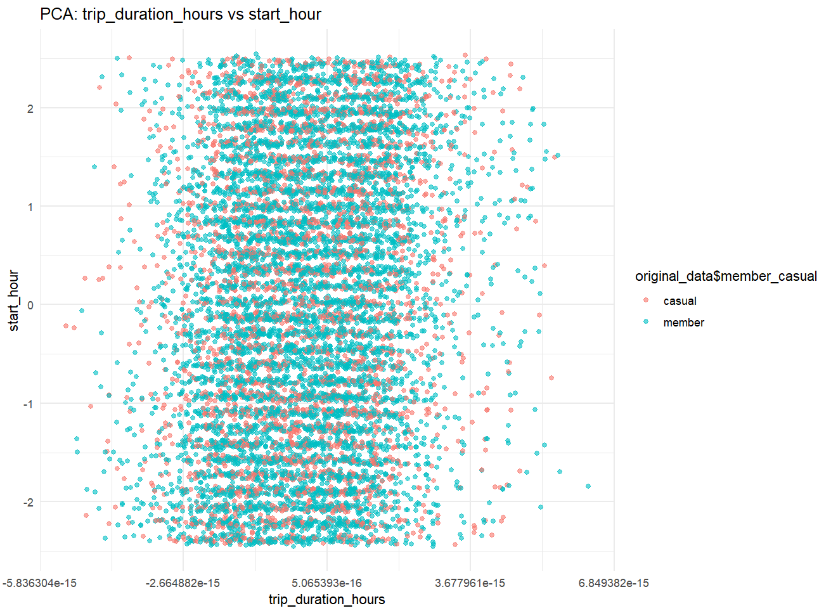 PCA: trip_duration_hours vs start_hour
2
1
0
-1
-2
start_hour
-5.836304e-15 -2.664882e-15 5.065393e-16 3.677961e-15 6.849382e-15
trip_duration_hours
original_data$member_casual
casual
member